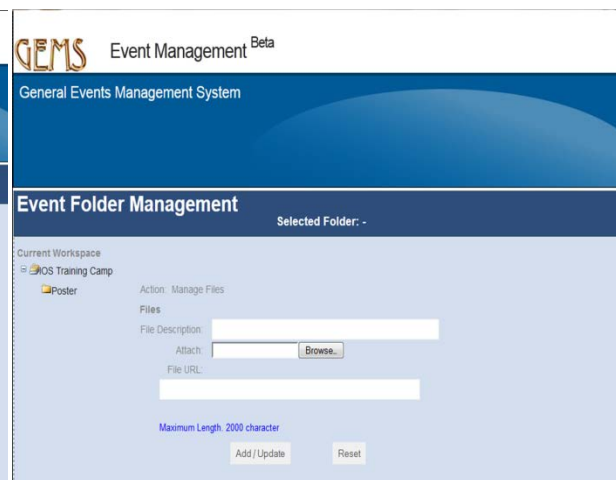 GEMS Event Management Beta
General Events Management System
Event Folder Management
Selected Folder: -
Current Workspace
IOS Training Camp
Poster
Action: Manage Files
Files
File Description:
Attach: Browse..
File URL:
Maximum Length. 2000 character
Add / Update Reset